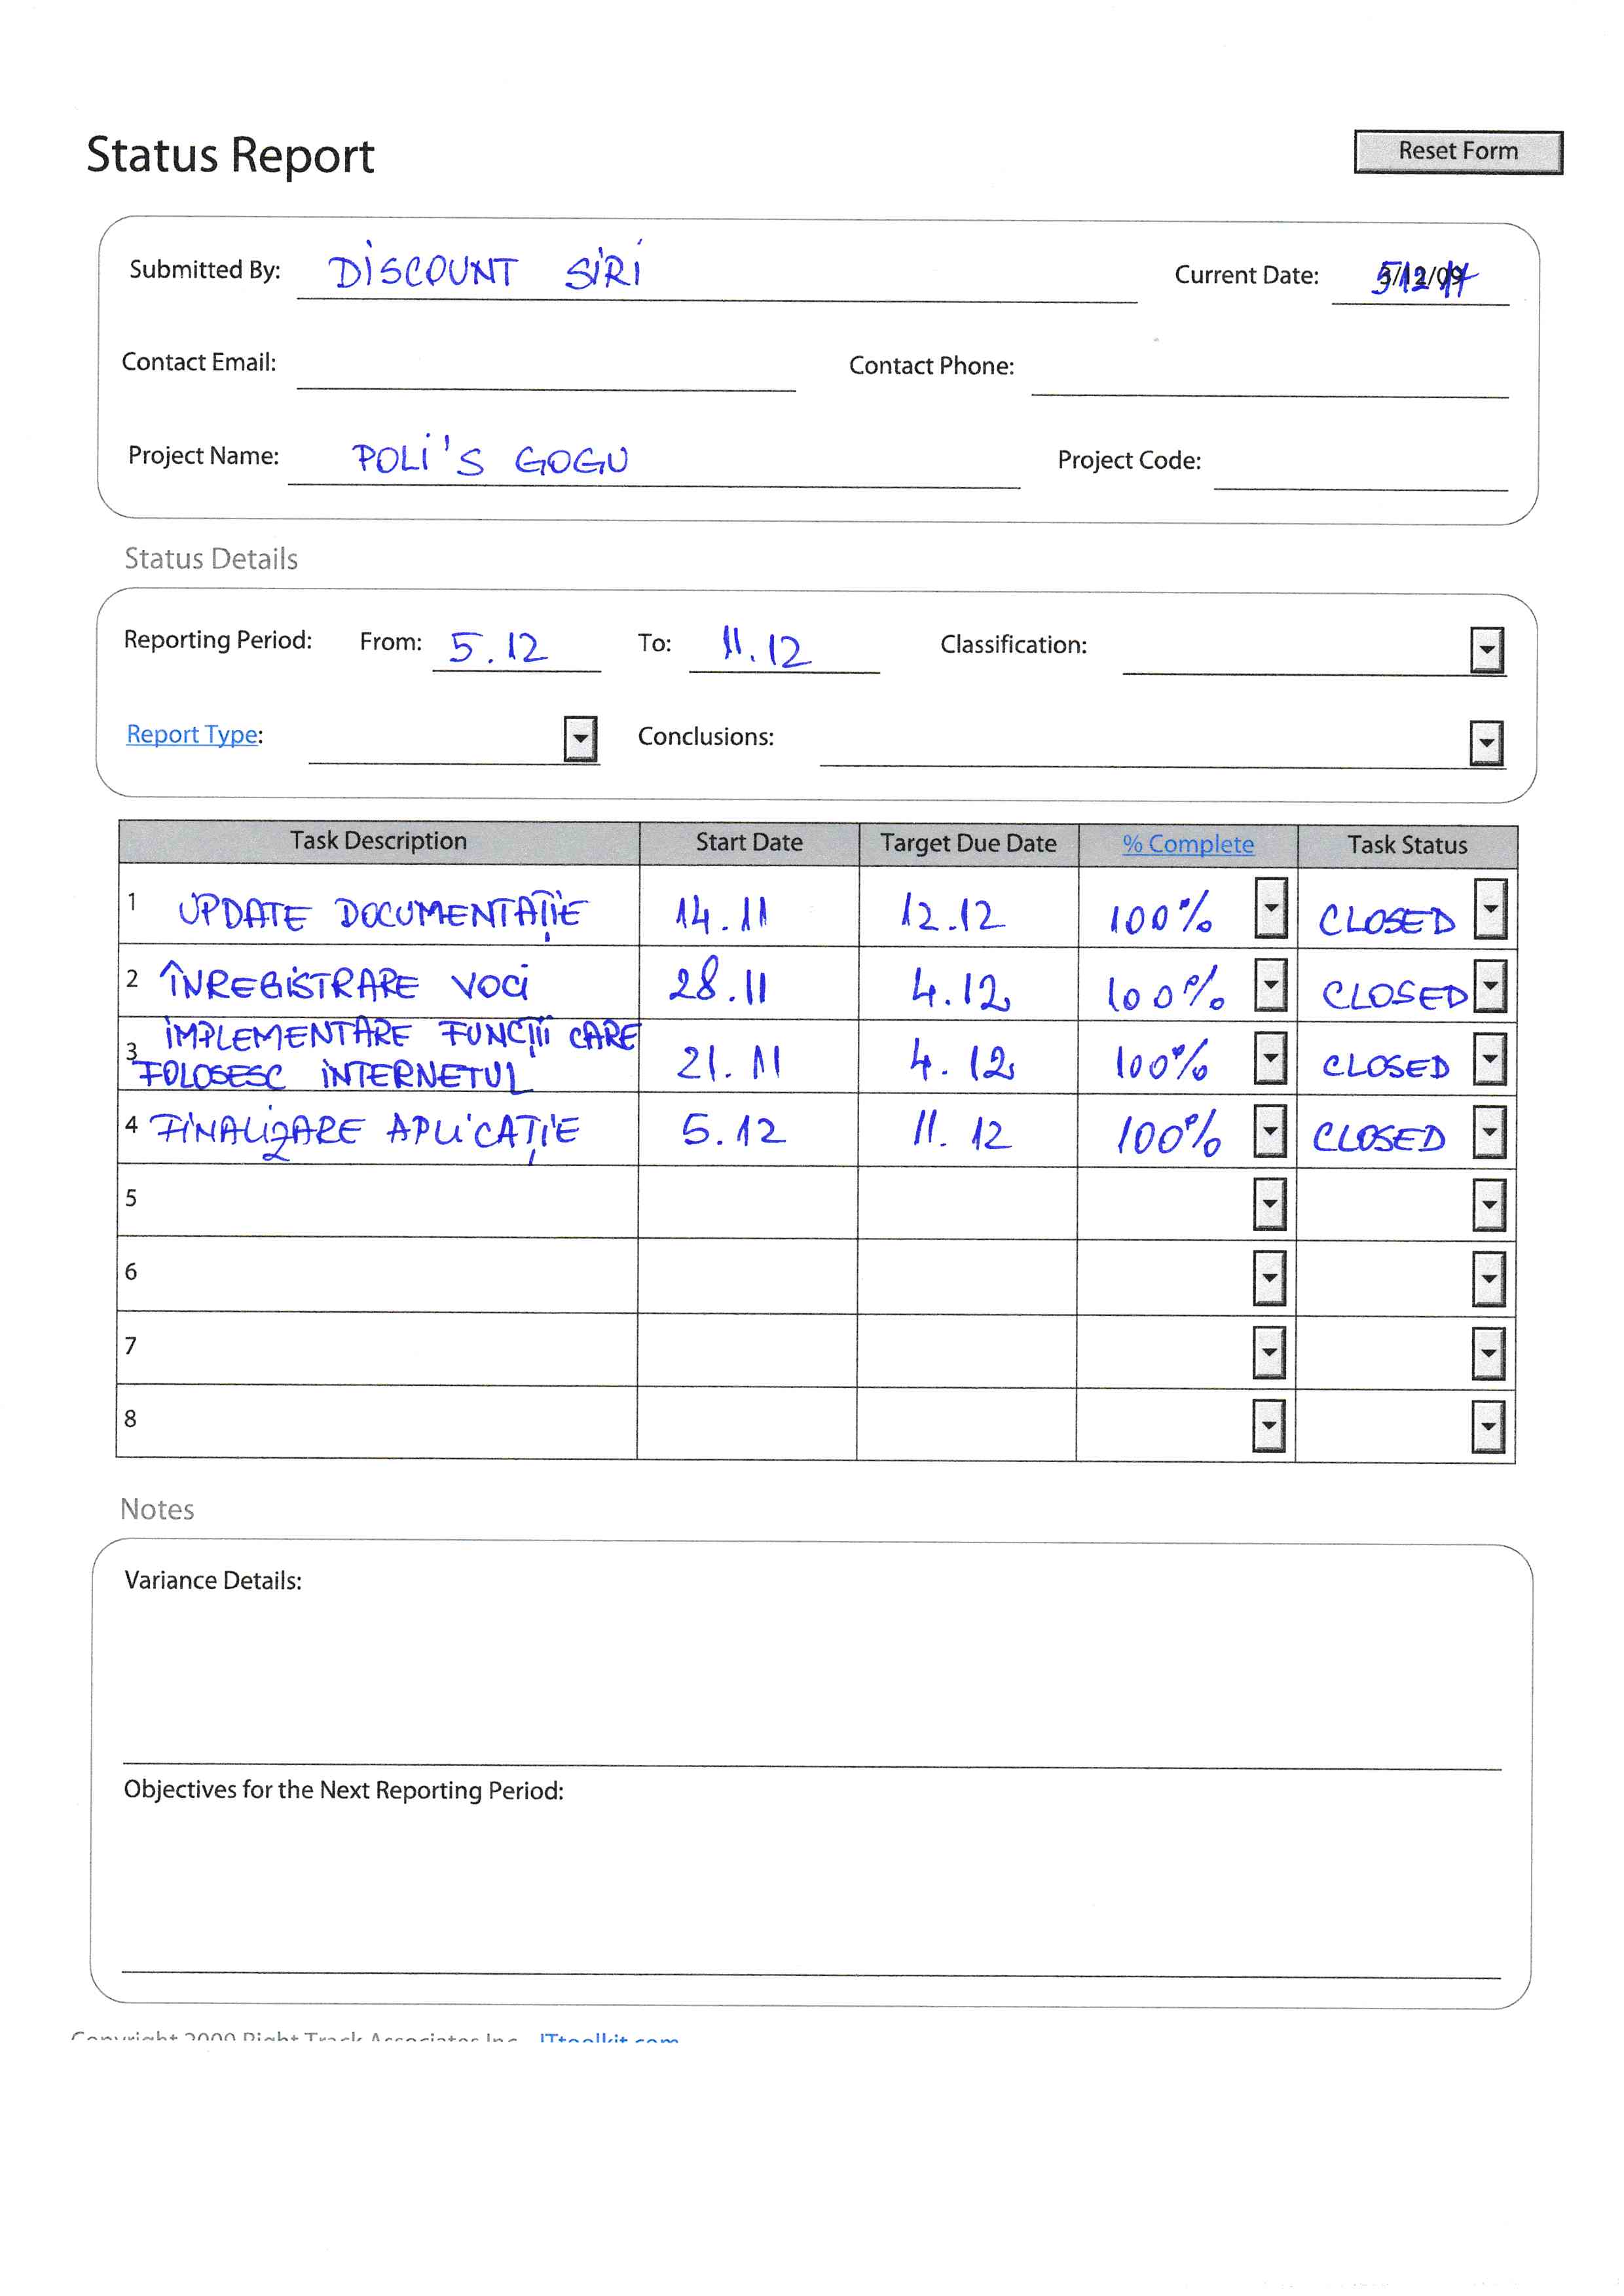 Status Report
Reset Form
Submitted By: DISCOUNT SIRI Current Date:
Contact Email: Contact Phone:
Project Name: POLI'S GOGU Project Code:
Status Details
Reporting Period: From: 5.12 To: 11.12 Classification:
Report Type: Conclusions:
Task Description Start Date Target Due Date % Complete Task Status
1 UPDATE DOCUMENTAȚIE 14.11 12.12 100% CLOSED
2 ÎNREGISTRARE VOCI 28.11 4.12 100% CLOSED
3 IMPLEMENTARE FUNCȚII CARE
FOLOSESC INTERNETUL 21.11 4.12 100% CLOSED
4 FINALIZARE APLICAȚIE 5.12 11.12 100% CLOSED
5
6
7
8
Notes
Variance Details:
Objectives for the Next Reporting Period:
Copyright 2009 Right Track Associates Inc. ITtoolkit.com